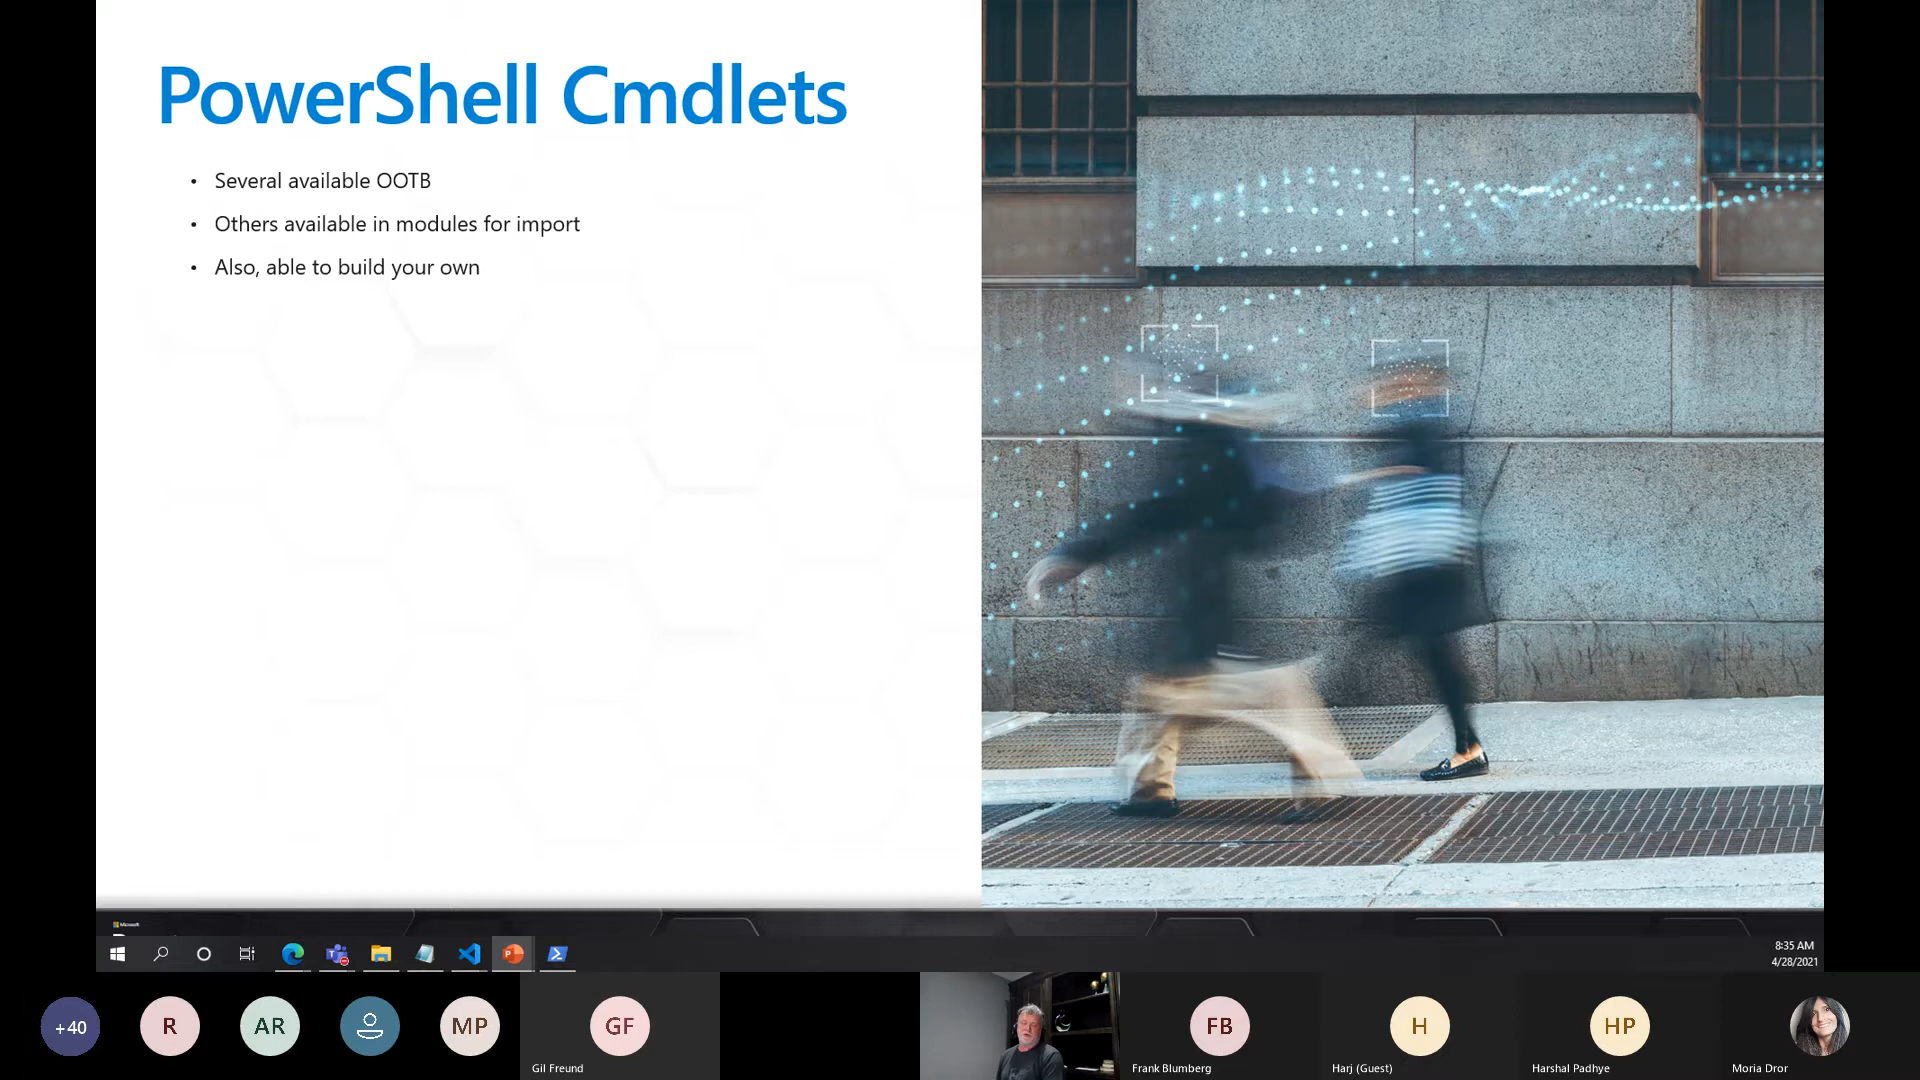 PowerShell Cmdlets
• Several available OOTB
• Others available in modules for import
• Also, able to build your own
Microsoft
8:35 AM
4/28/2021
+40
R
AR
MP
GF
FB
H
HP
Gil Freund
Frank Blumberg
Harj (Guest)
Harshal Padhye
Moria Dror